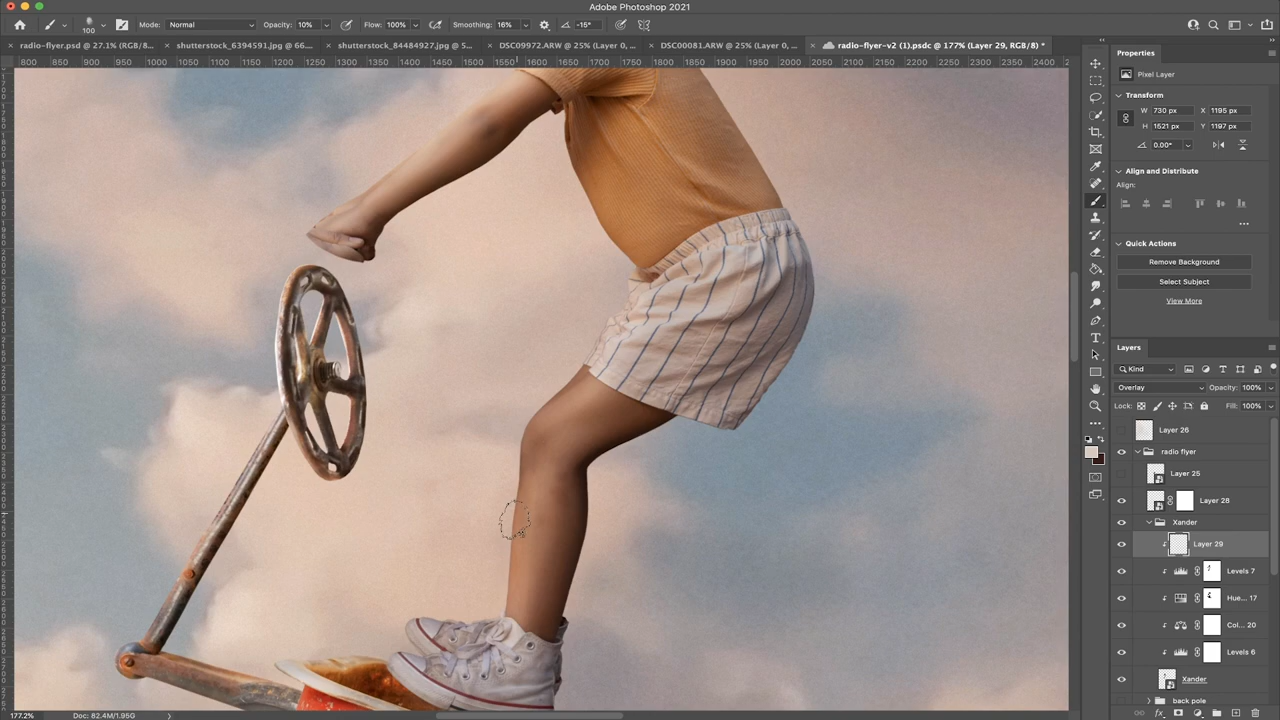 Adobe Photoshop 2021
100
Mode: Normal
Opacity: 10%
Flow: 100%
Smoothing: 16%
-15°
radio-flyer.psd @ 27.1% (RGB/8...
shutterstock_6394591.jpg @ 66....
shutterstock_84484927.jpg @ 5...
DSC09972.ARW @ 25% (Layer 0, ...
DSC00081.ARW @ 25% (Layer 0, ...
radio-flyer-v2 (1).psdc @ 177% (Layer 29, RGB/8) *
800 850 900 950 1000 1050 1100 1150 1200 1250 1300 1350 1400 1450 1500 1550 1600 1650 1700 1750 1800 1850 1900 1950 2000 2050 2100 2150 2200 2250 2300 2350 2400
Properties
Pixel Layer
Transform
W 730 px X 1195 px
H 1521 px Y 1197 px
0.00°
Align and Distribute
Align:
Quick Actions
Remove Background
Select Subject
View More
Layers
Kind
Overlay Opacity: 100%
Lock: Fill: 100%
Layer 26
radio flyer
Layer 25
Layer 28
Xander
Layer 29
Levels 7
Hue... 17
Col... 20
Levels 6
Xander
back pole
177.2% Doc: 82.4M/1.95G